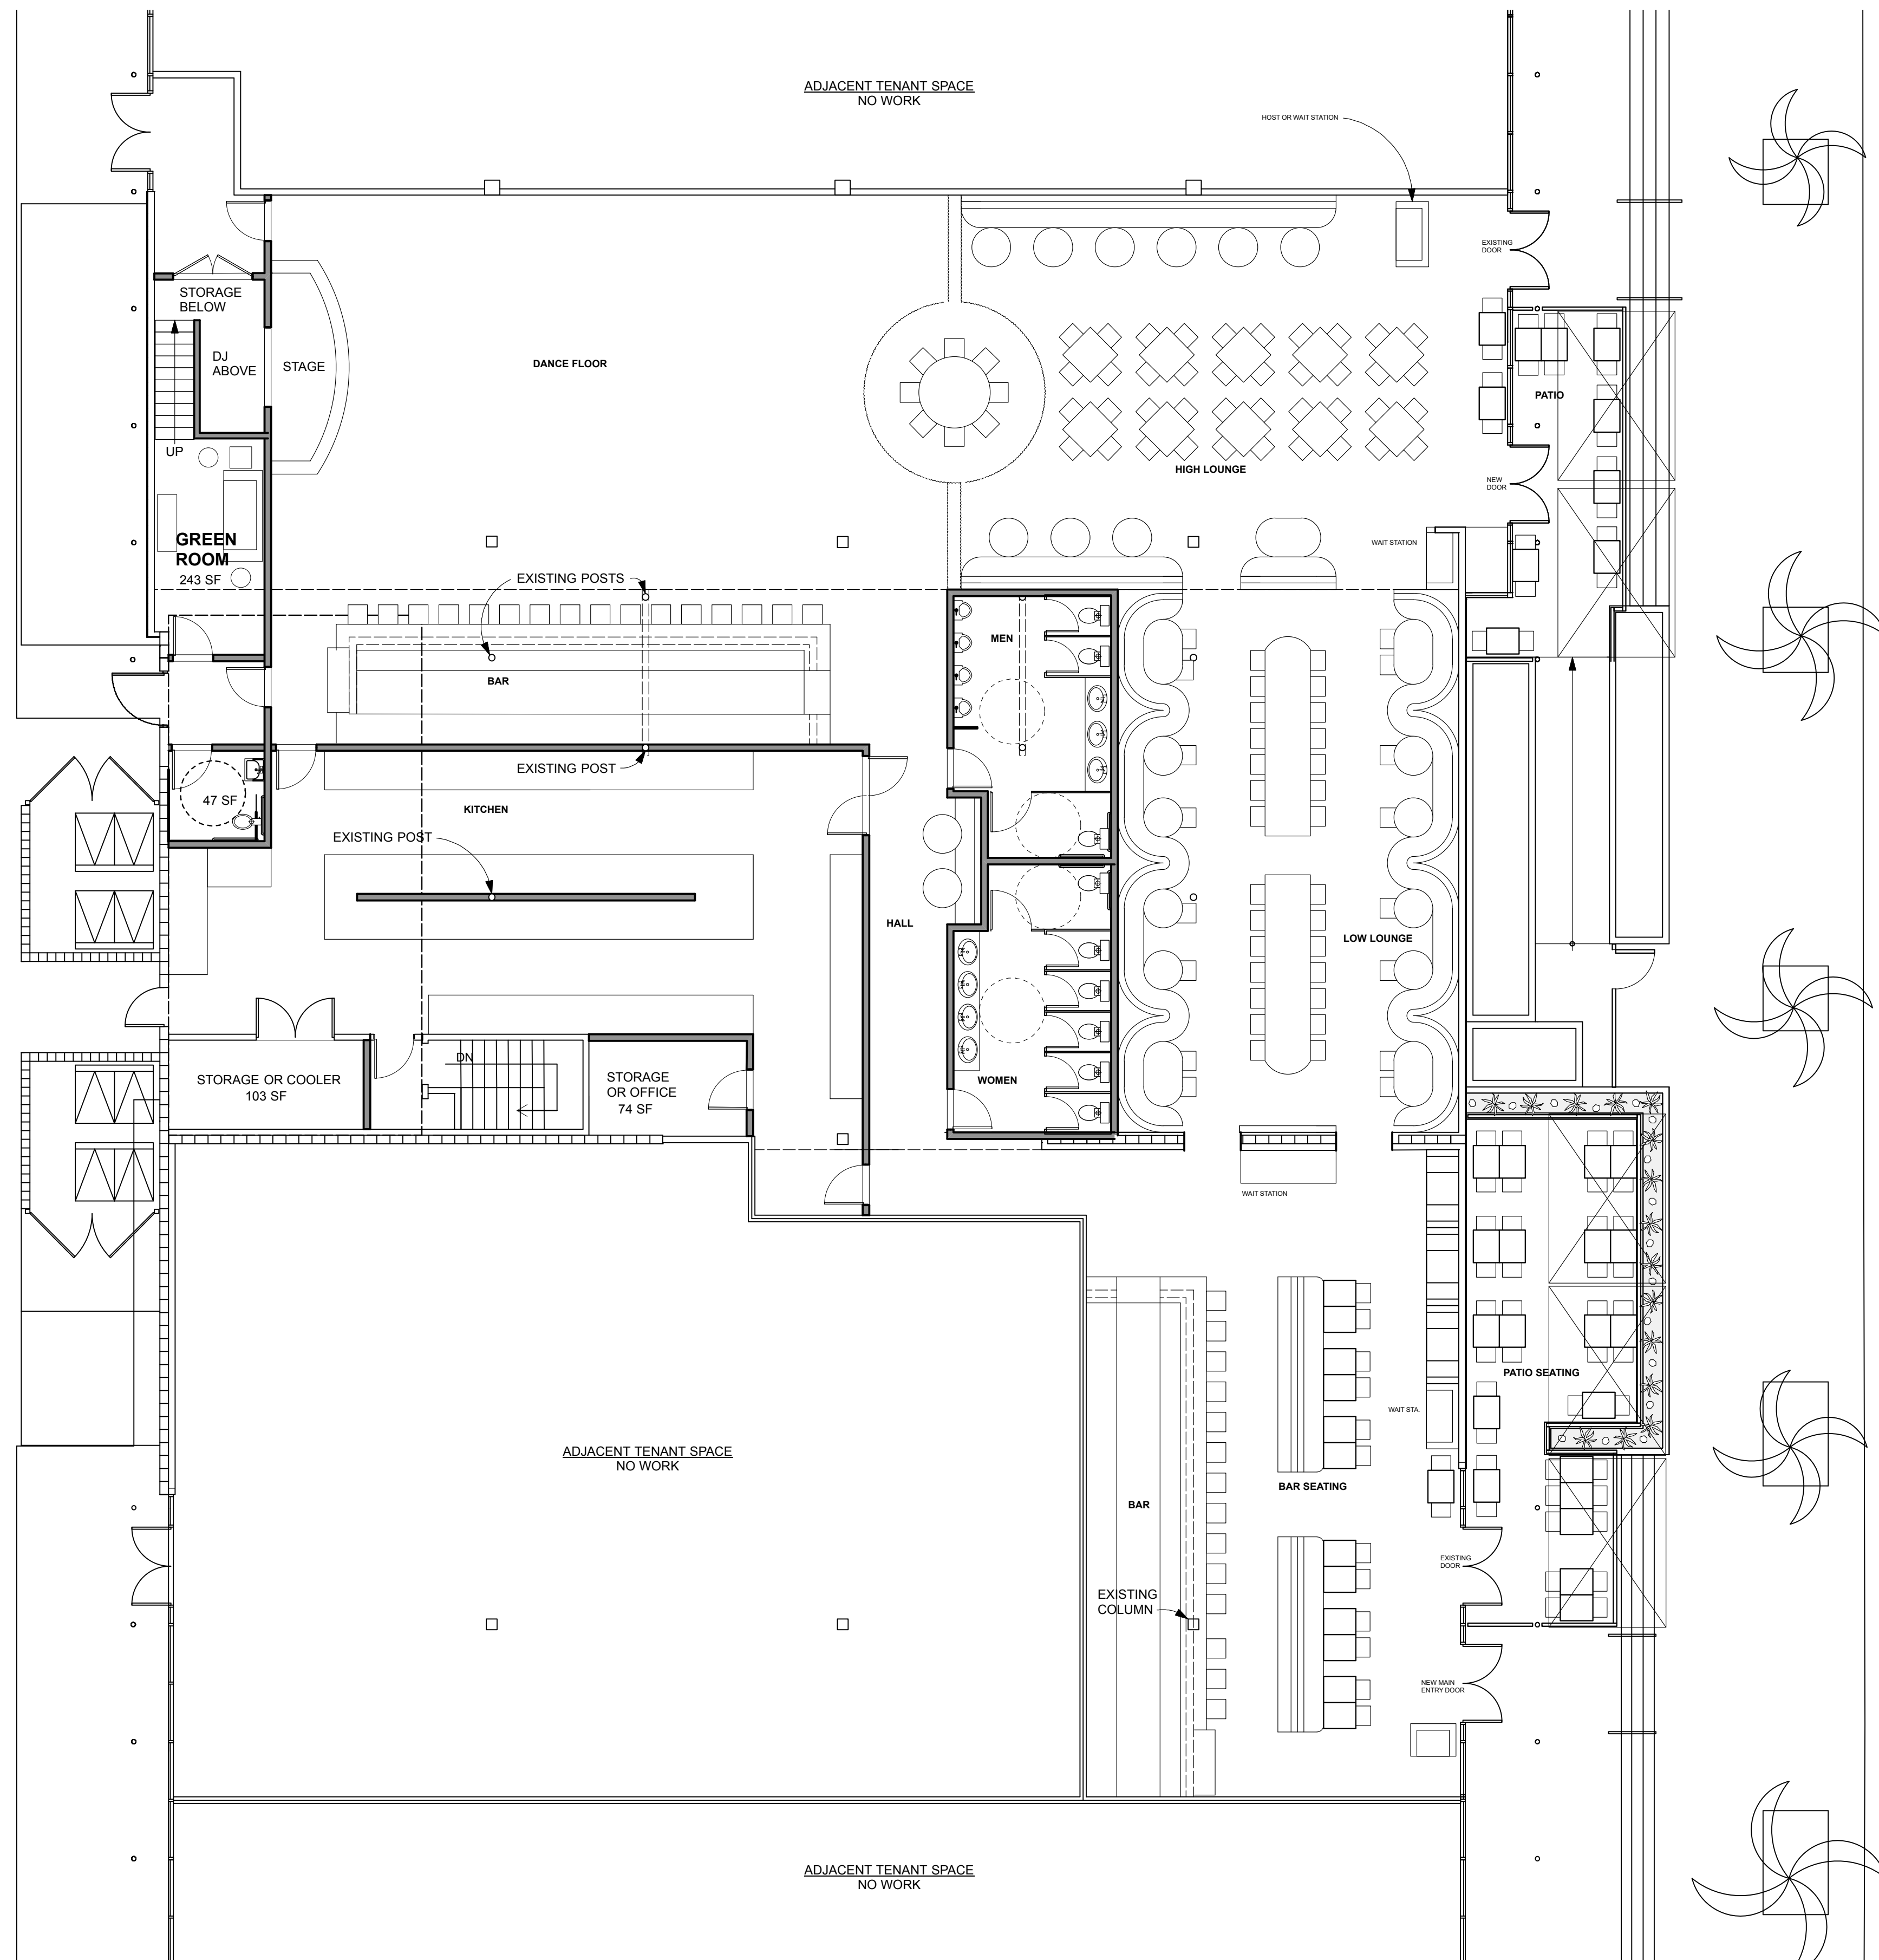 ADJACENT TENANT SPACE
NO WORK
HOST OR WAIT STATION
EXISTING
DOOR
STORAGE
BELOW
DJ
ABOVE
STAGE
DANCE FLOOR
PATIO
UP
HIGH LOUNGE
NEW
DOOR
GREEN
ROOM
243 SF
WAIT STATION
EXISTING POSTS
MEN
BAR
EXISTING POST
47 SF
KITCHEN
EXISTING POST
HALL
LOW LOUNGE
DN
STORAGE OR COOLER
103 SF
STORAGE
OR OFFICE
74 SF
WOMEN
WAIT STATION
PATIO SEATING
WAIT STA.
ADJACENT TENANT SPACE
NO WORK
BAR SEATING
BAR
EXISTING
DOOR
EXISTING
COLUMN
NEW MAIN
ENTRY DOOR
ADJACENT TENANT SPACE
NO WORK